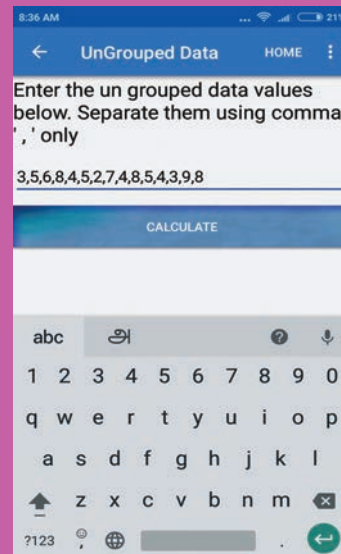 8:36 AM ... 211
UnGrouped Data HOME
Enter the un grouped data values
below. Separate them using comma
' , ' only
3,5,6,8,4,5,2,7,4,8,5,4,3,9,8
CALCULATE
abc அ ?
1 2 3 4 5 6 7 8 9 0
q w e r t y u i o p
a s d f g h j k l
z x c v b n m
?123 , .